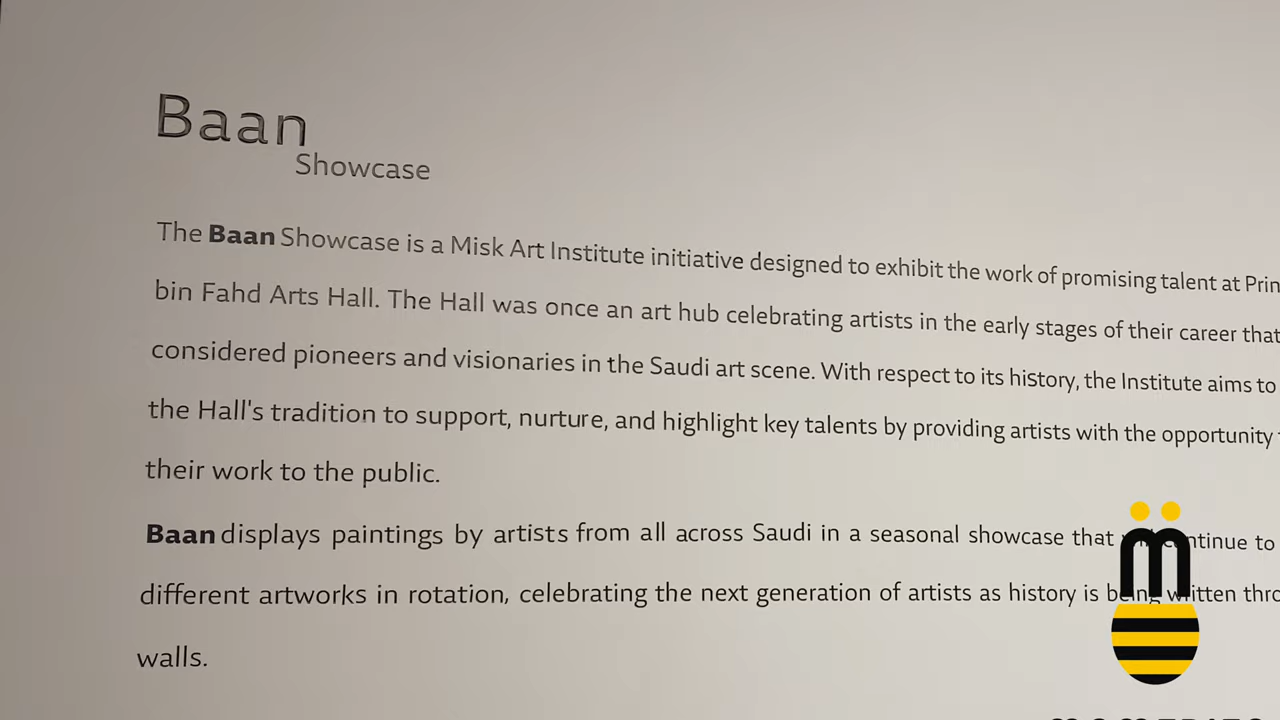 Baan
Showcase
The Baan Showcase is a Misk Art Institute initiative designed to exhibit the work of promising talent at
bin Fahd Arts Hall. The Hall was once an art hub celebrating artists in the early stages of their career that
considered pioneers and visionaries in the Saudi art scene. With respect to its history, the Institute aims to
the Hall's tradition to support, nurture, and highlight key talents by providing artists with the opportunity
their work to the public.
Baan displays paintings by artists from all across Saudi in a seasonal showcase that continue to
different artworks in rotation, celebrating the next generation of artists as history is being written
walls.